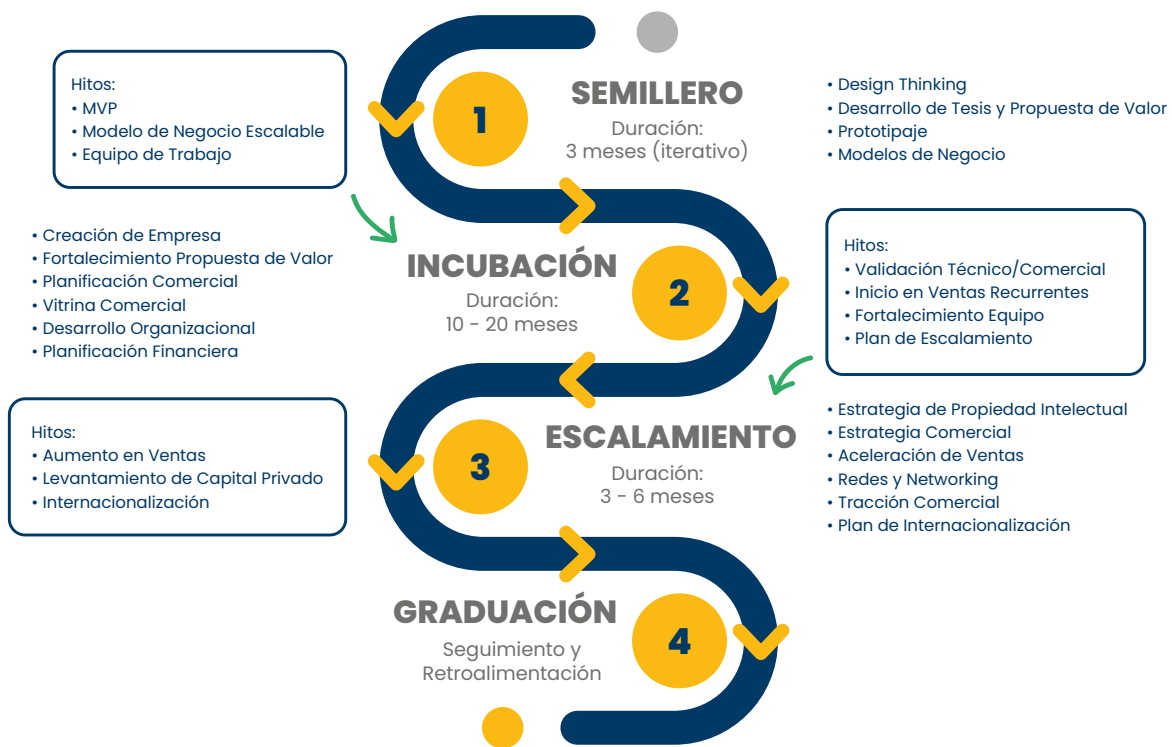 Hitos:
• MVP
• Modelo de Negocio Escalable
• Equipo de Trabajo
1
SEMILLERO
Duración:
3 meses (iterativo)
• Design Thinking
• Desarrollo de Tesis y Propuesta de Valor
• Prototipaje
• Modelos de Negocio
• Creación de Empresa
• Fortalecimiento Propuesta de Valor
• Planificación Comercial
• Vitrina Comercial
• Desarrollo Organizacional
• Planificación Financiera
INCUBACIÓN
Duración:
10 - 20 meses
2
Hitos:
• Validación Técnico/Comercial
• Inicio en Ventas Recurrentes
• Fortalecimiento Equipo
• Plan de Escalamiento
Hitos:
• Aumento en Ventas
• Levantamiento de Capital Privado
• Internacionalización
3
ESCALAMIENTO
Duración:
3 - 6 meses
• Estrategia de Propiedad Intelectual
• Estrategia Comercial
• Aceleración de Ventas
• Redes y Networking
• Tracción Comercial
• Plan de Internacionalización
GRADUACIÓN
Seguimiento y
Retroalimentación
4